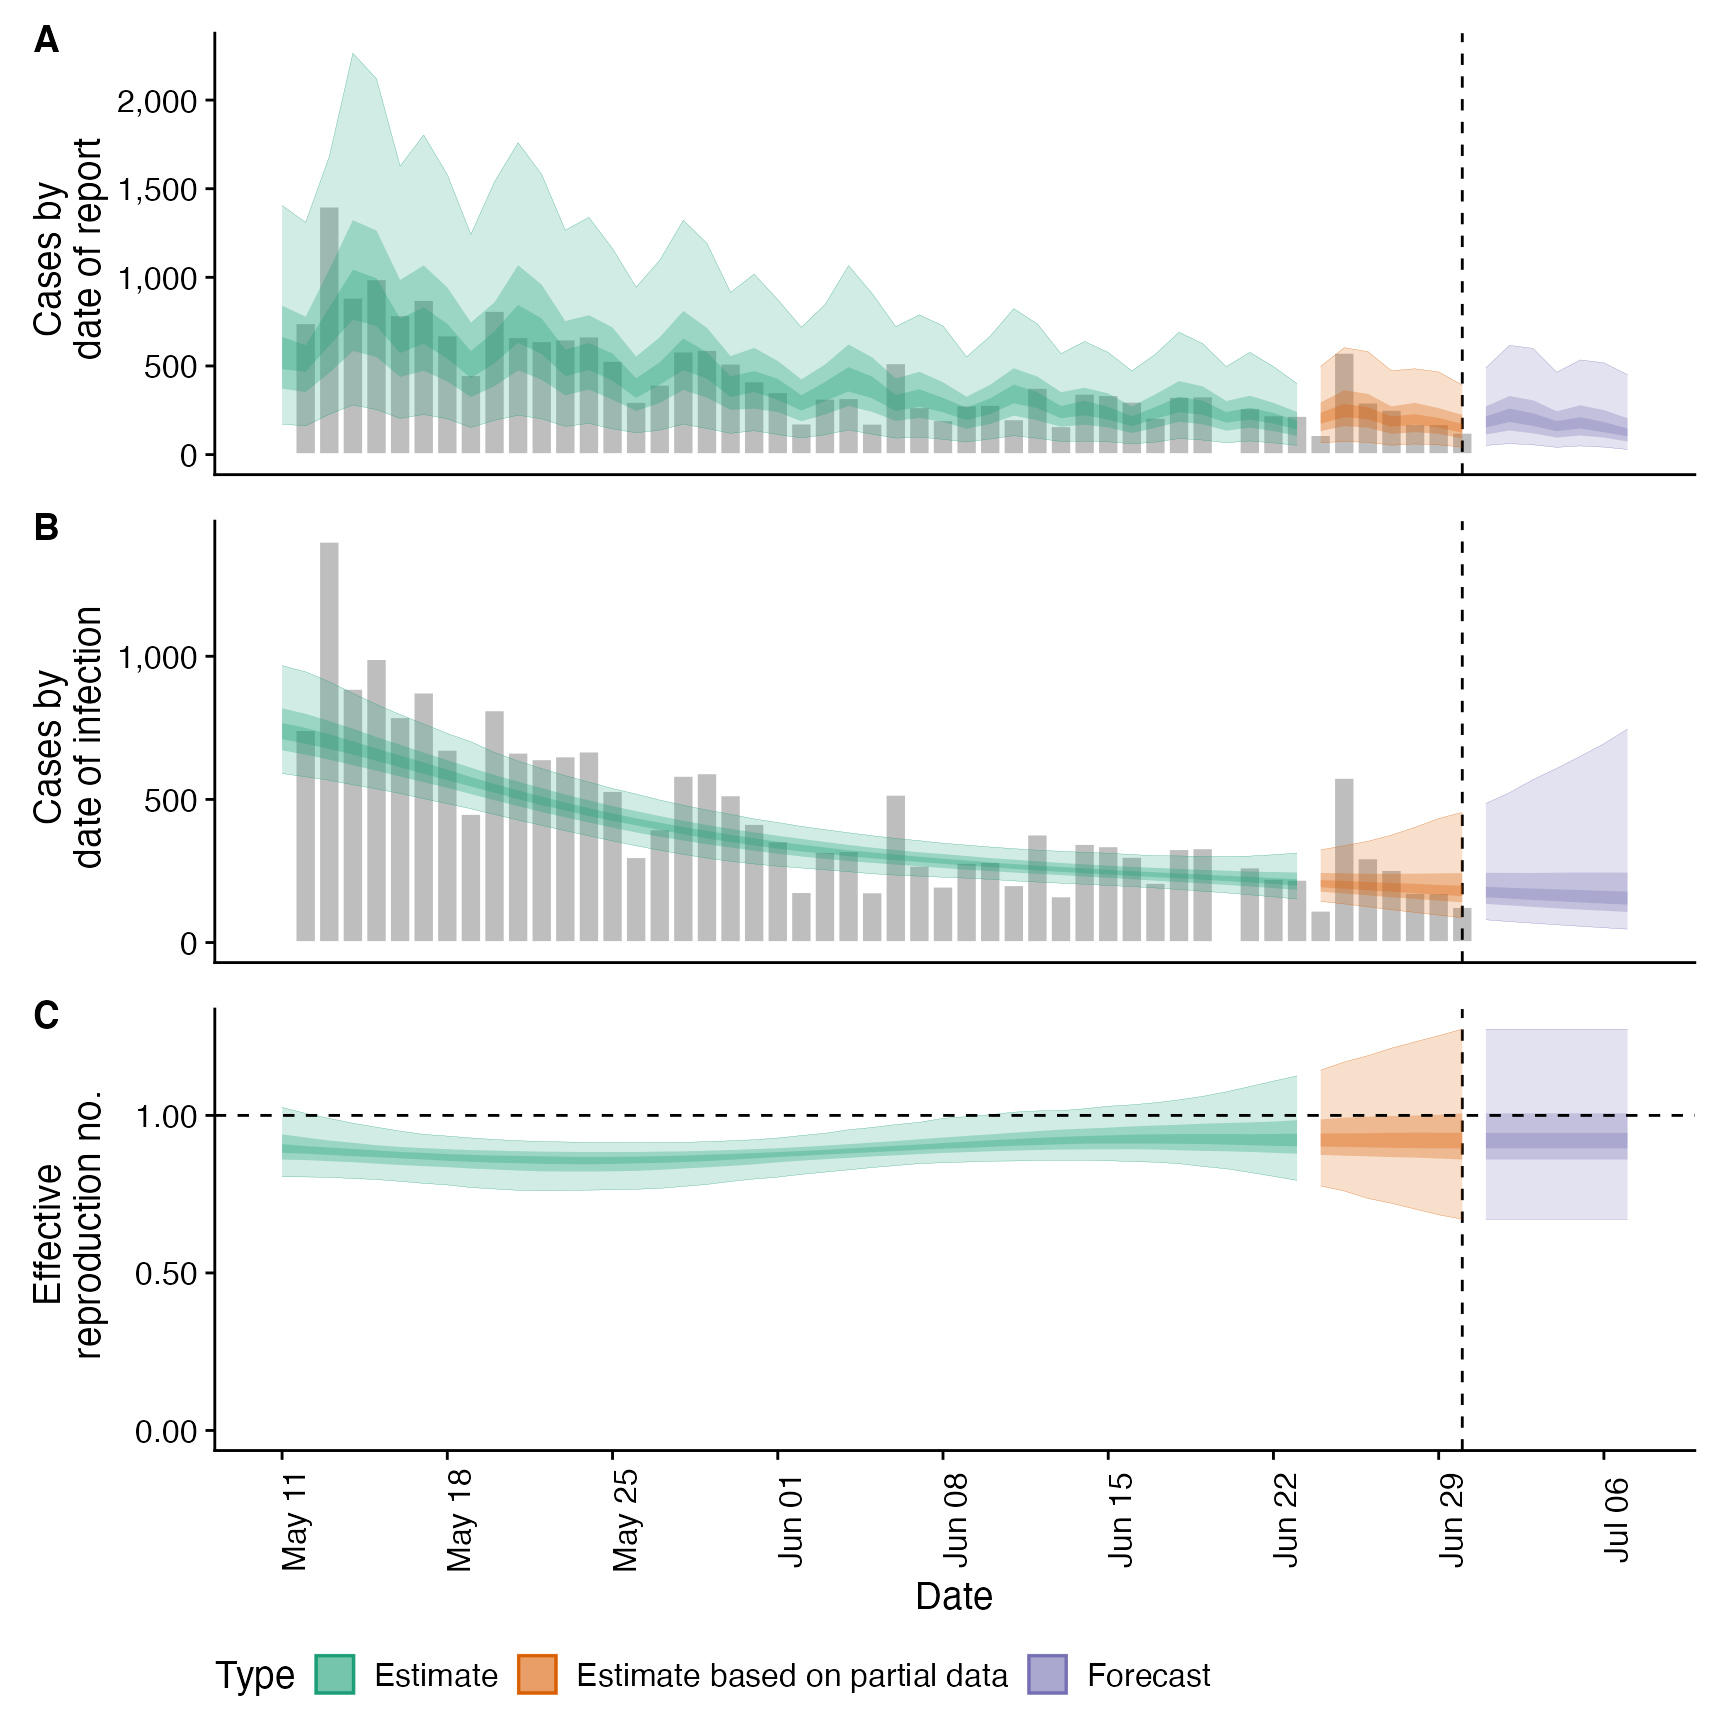 A
Cases by
date of report
2,000
1,500
1,000
500
0
B
Cases by
date of infection
1,000
500
0
C
Effective
reproduction no.
1.00
0.50
0.00
May 11
May 18
May 25
Jun 01
Jun 08
Jun 15
Jun 22
Jun 29
Jul 06
Date
Type Estimate Estimate based on partial data Forecast